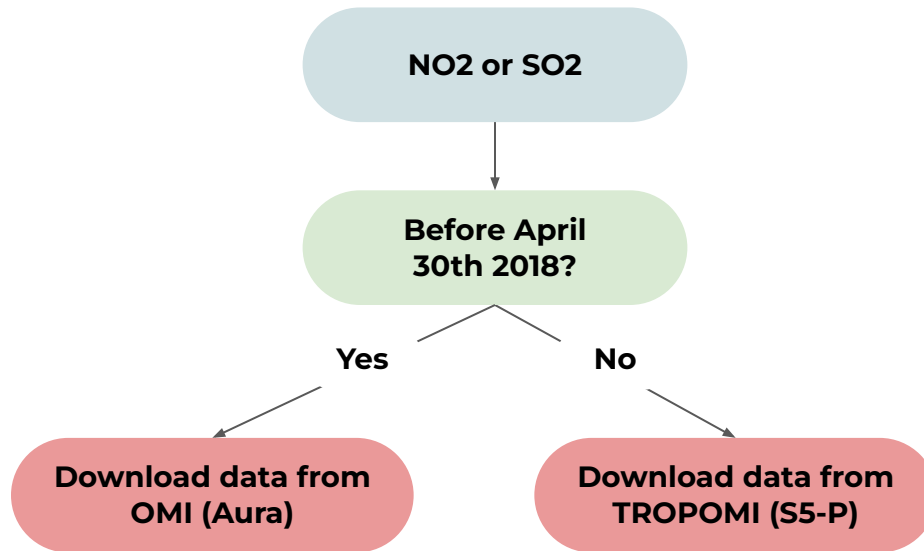 NO2 or SO2
Before April
30th 2018?
Yes
No
Download data from
OMI (Aura)
Download data from
TROPOMI (S5-P)